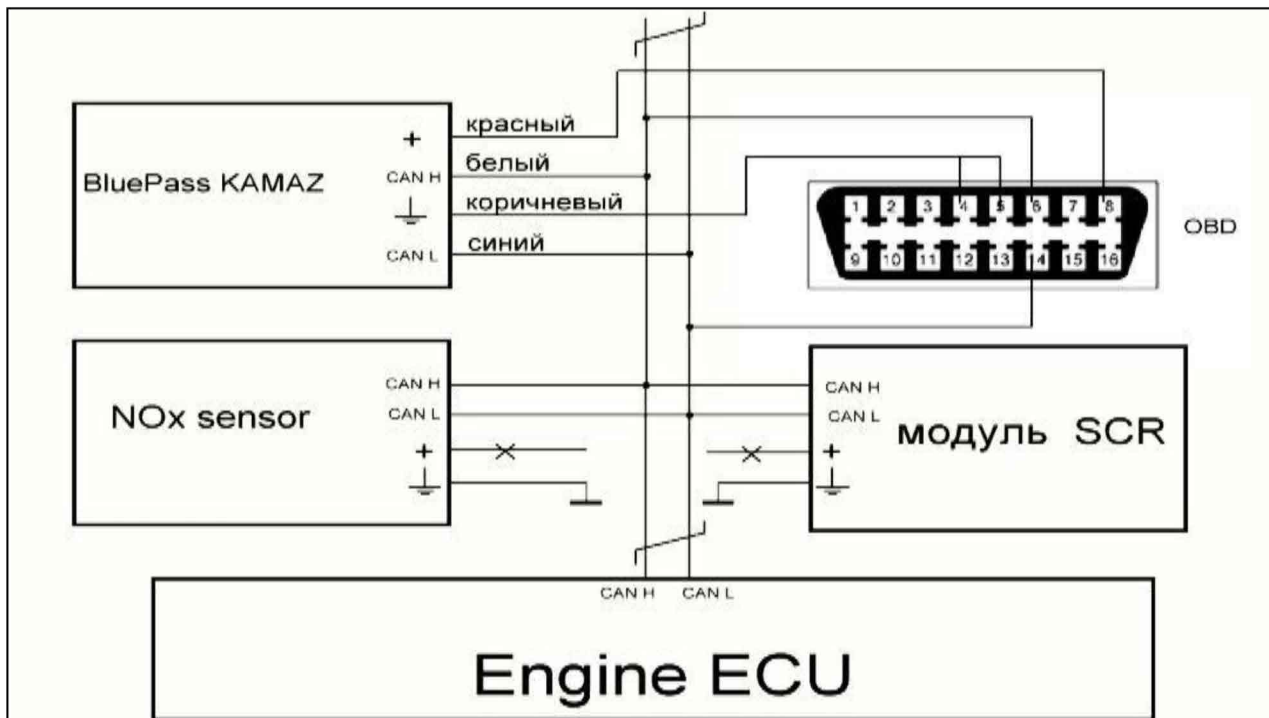 красный
+
белый
BluePass KAMAZ
CAN H
коричневый
синий
CAN L
1 2 3 4 5 6 7 8
9 10 11 12 13 14 15 16
OBD
NOx sensor
CAN H
CAN L
+
CAN H
CAN L
+
модуль SCR
CAN H CAN L
Engine ECU